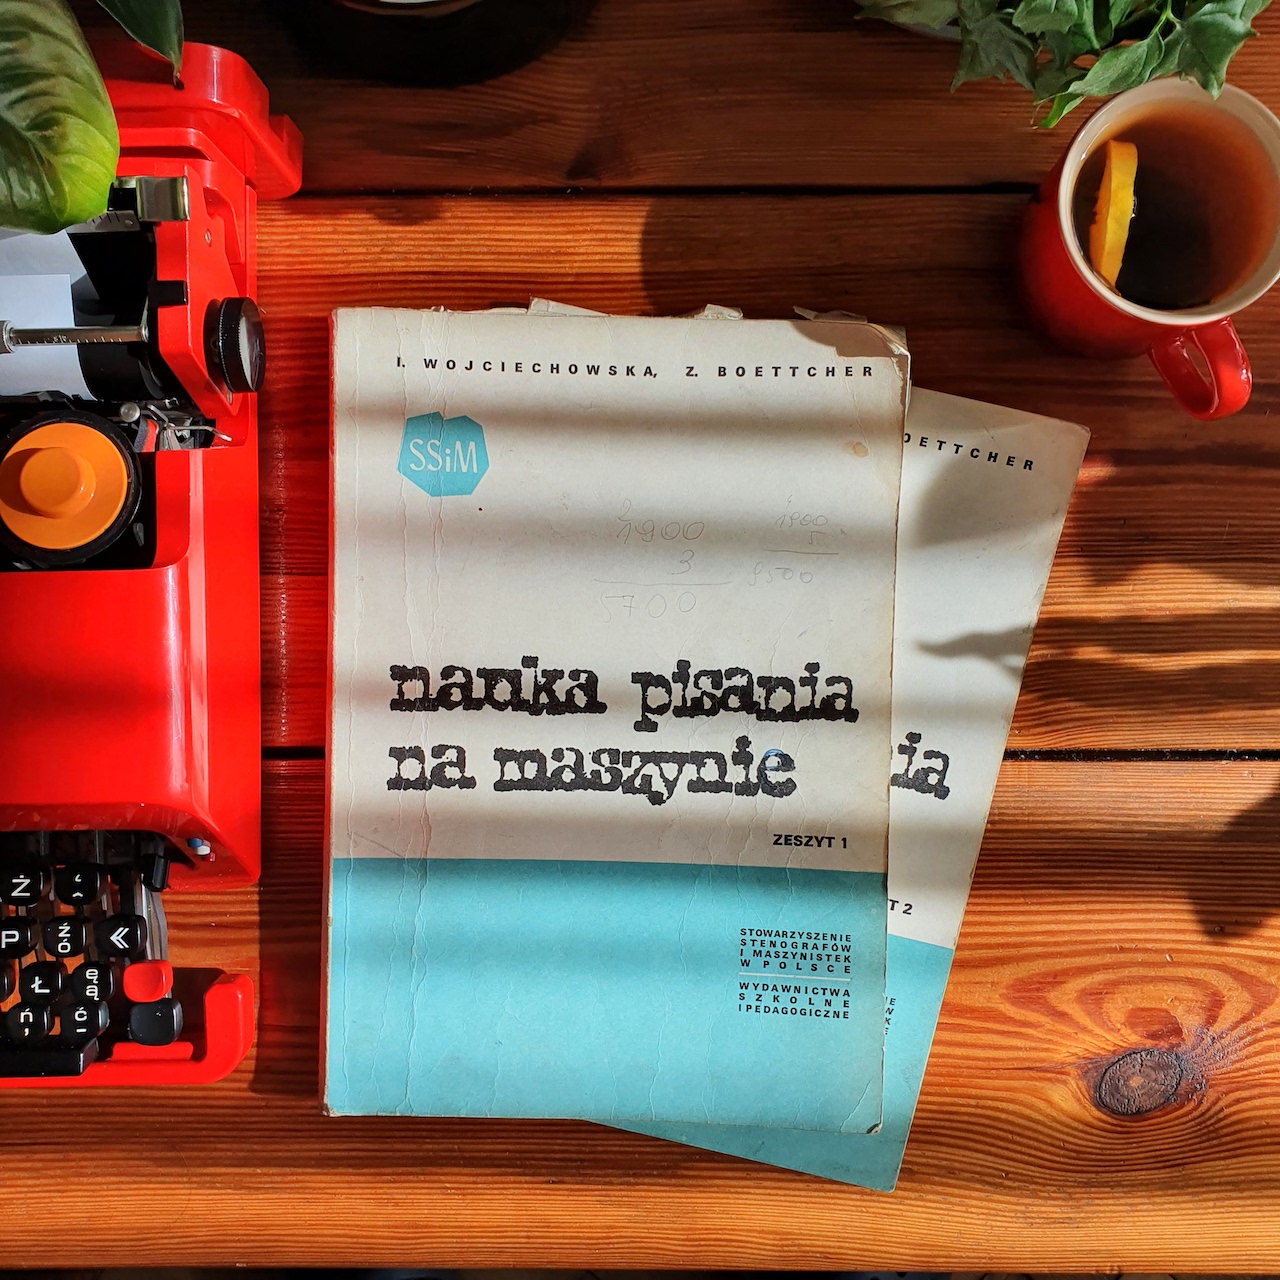 I. WOJCIECHOWSKA, Z. BOETTCHER
SSiM
1900
3
5700
1900
5
9500
nauka pisania
na maszynie
ZESZYT 1
STOWARZYSZENIE
STENOGRAFÓW
I MASZYNISTEK
W POLSCE
WYDAWNICTWA
SZKOLNE
I PEDAGOGICZNE
OETTCHER
ia
T 2
IE
W
K
E
Ż
P
ź
ó
«
Ł
ę
ą
ń
ć